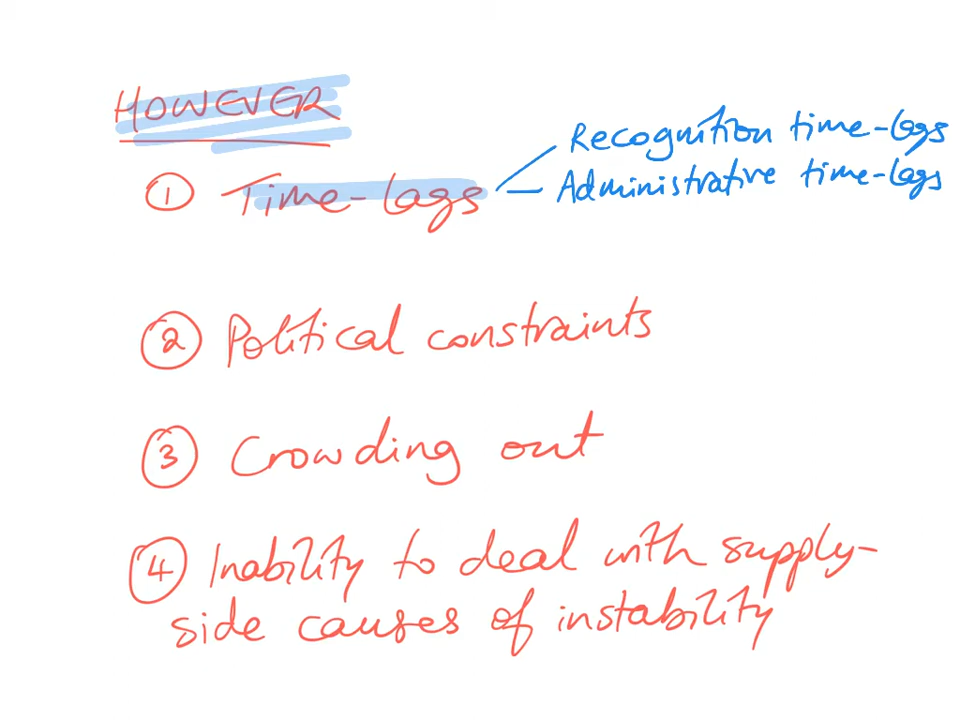 HOWEVER
Recognition time-lags
① Time-lags
Administrative time-lags
② Political constraints
③ Crowding out
④ Inability to deal with supply-
side causes of instability